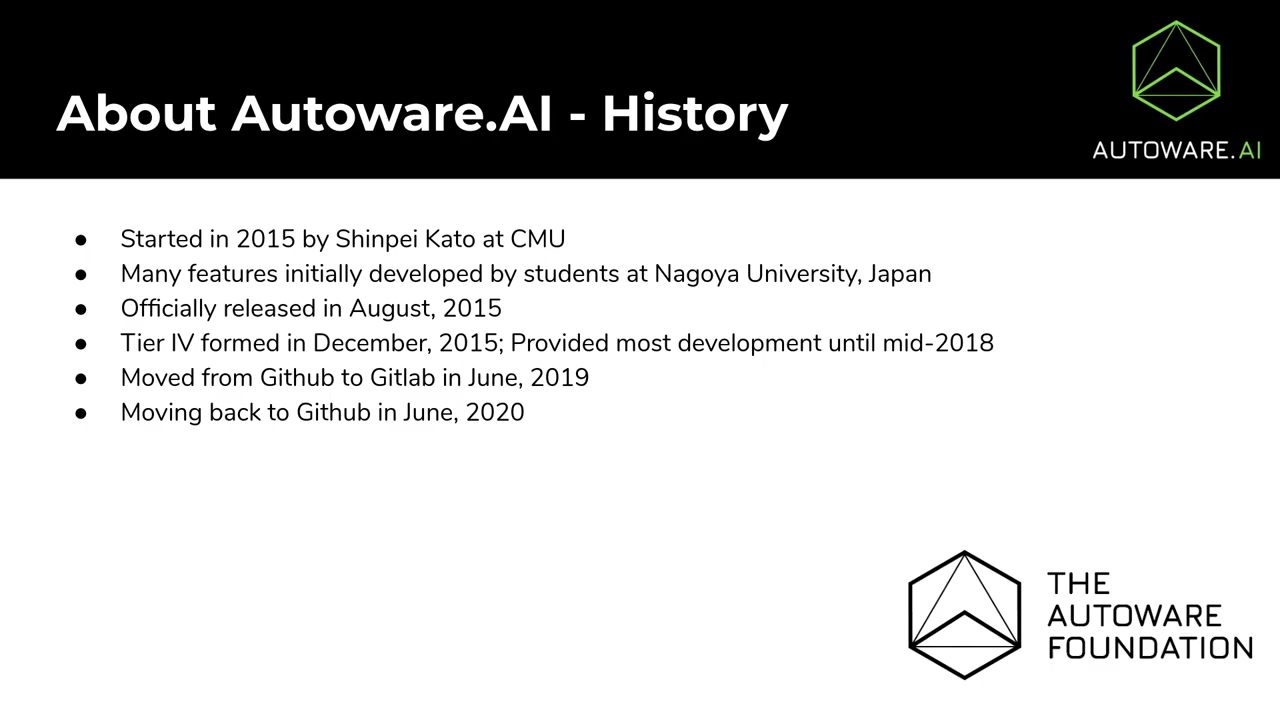 About Autoware.AI - History
AUTOWARE.AI
● Started in 2015 by Shinpei Kato at CMU
● Many features initially developed by students at Nagoya University, Japan
● Officially released in August, 2015
● Tier IV formed in December, 2015; Provided most development until mid-2018
● Moved from Github to Gitlab in June, 2019
● Moving back to Github in June, 2020
THE
AUTOWARE
FOUNDATION